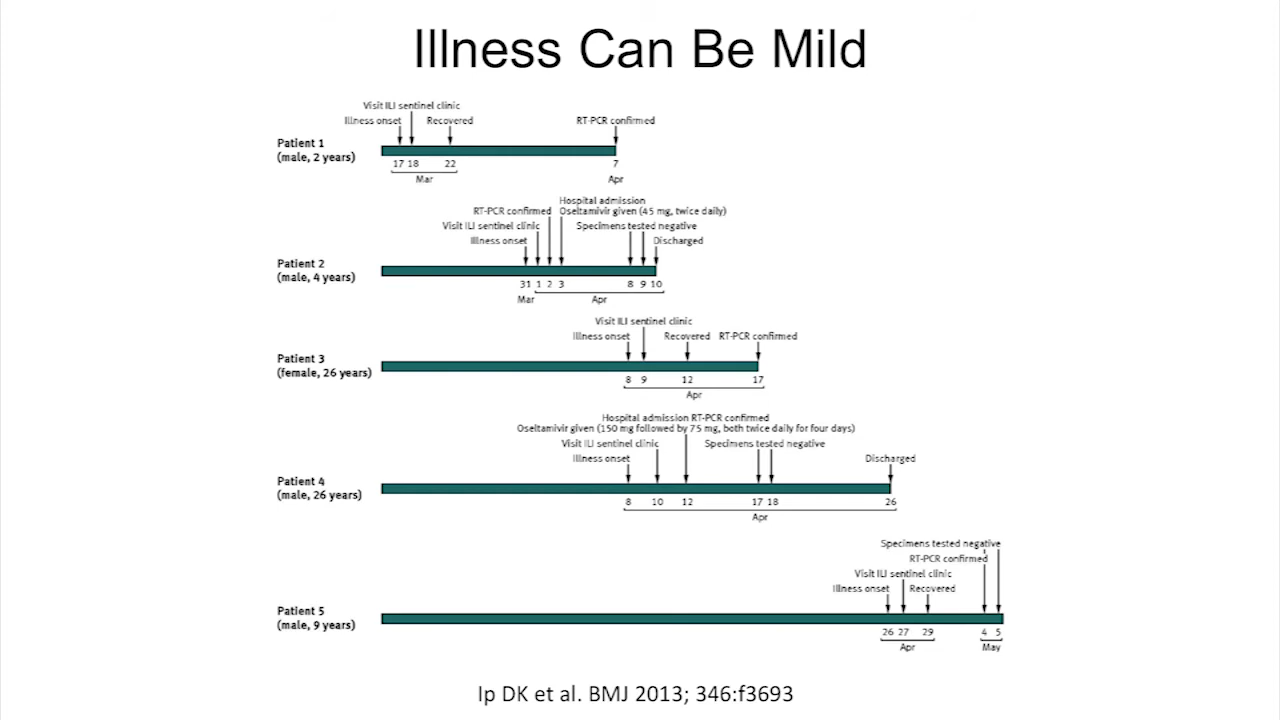 Illness Can Be Mild
Visit ILI sentinel clinic
Illness onset
Recovered
RT-PCR confirmed
Patient 1
(male, 2 years)
17 18 22 7
Mar
Apr
Hospital admission
RT-PCR confirmed
Oseltamivir given (45 mg, twice daily)
Visit ILI sentinel clinic
Specimens tested negative
Illness onset
Discharged
Patient 2
(male, 4 years)
31 1 2 3 8 9 10
Mar
Apr
Visit ILI sentinel clinic
Illness onset
Recovered
RT-PCR confirmed
Patient 3
(female, 26 years)
8 9 12 17
Apr
Hospital admission RT-PCR confirmed
Oseltamivir given (150 mg followed by 75 mg, both twice daily for four days)
Visit ILI sentinel clinic
Specimens tested negative
Illness onset
Discharged
Patient 4
(male, 26 years)
8 10 12 17 18 26
Apr
Specimens tested negative
RT-PCR confirmed
Visit ILI sentinel clinic
Illness onset
Recovered
Patient 5
(male, 9 years)
26 27 29 4 5
Apr
May
Ip DK et al. BMJ 2013; 346:f3693